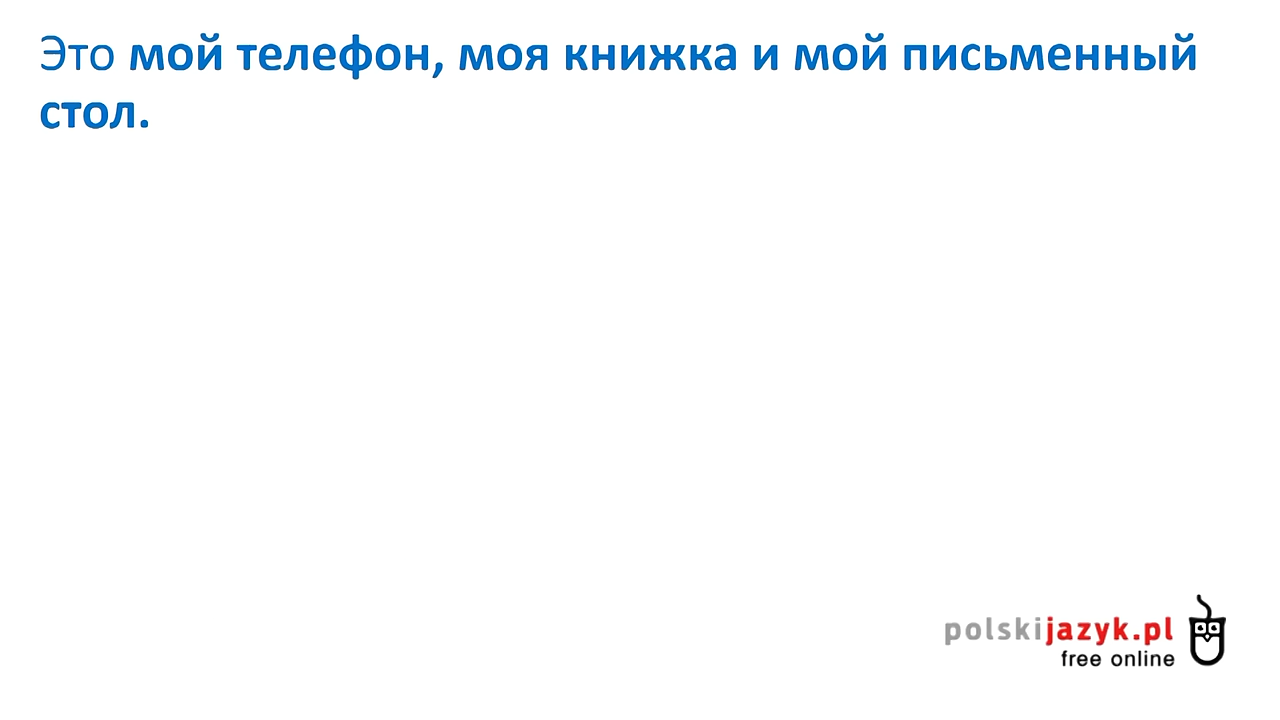 Это мой телефон, моя книжка и мой письменный
стол.
polskijazyk.pl
free online